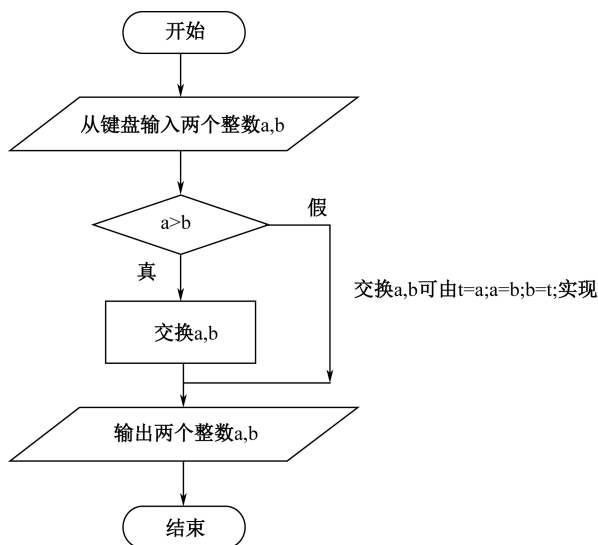 开始
从键盘输入两个整数a,b
a>b
假
真
交换a,b可由t=a;a=b;b=t;实现
交换a,b
输出两个整数a,b
结束